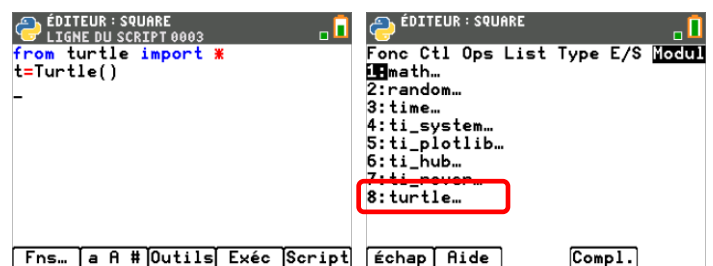 ÉDITEUR : SQUARE
LIGNE DU SCRIPT 0003
from turtle import *
t=Turtle()
_
Fns… a A # Outils Exéc Script
ÉDITEUR : SQUARE
Fonc Ctl Ops List Type E/S Modul
1:math…
2:random…
3:time…
4:ti_system…
5:ti_plotlib…
6:ti_hub…
7:ti_rover…
8:turtle…
échap Aide Compl.